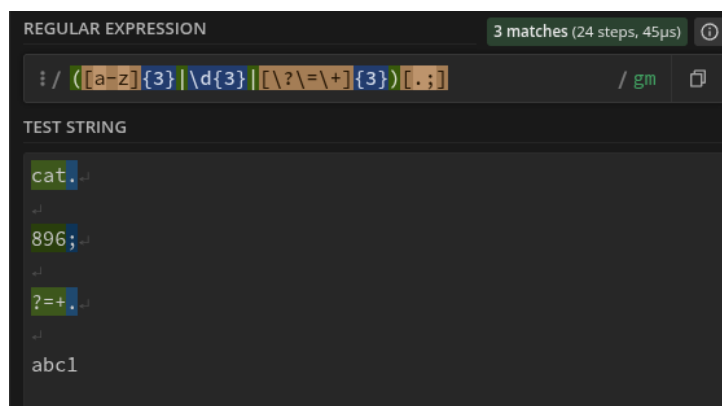 REGULAR EXPRESSION
3 matches (24 steps, 45µs)
/ ([a-z]{3}|\d{3}|[\?\=\+]{3})[.;] / gm
TEST STRING
cat.
896;
?=+.
abc1